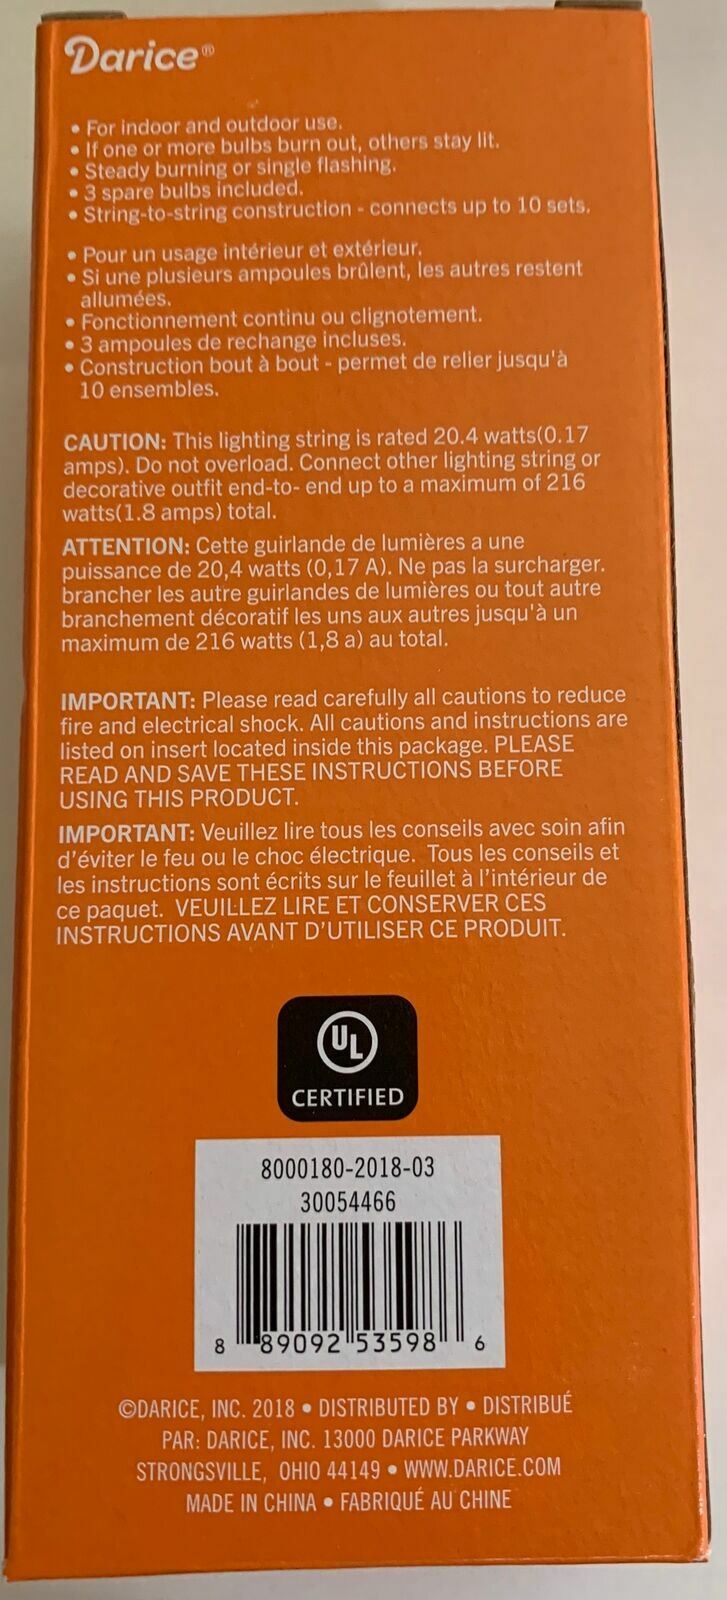 Darice®
• For indoor and outdoor use.
• If one or more bulbs burn out, others stay lit.
• Steady burning or single flashing.
• 3 spare bulbs included.
• String-to-string construction - connects up to 10 sets.
• Pour un usage intérieur et extérieur.
• Si une plusieurs ampoules brûlent, les autres restent
allumées.
• Fonctionnement continu ou clignotement.
• 3 ampoules de rechange incluses.
• Construction bout à bout - permet de relier jusqu'à
10 ensembles.
CAUTION: This lighting string is rated 20.4 watts(0.17
amps). Do not overload. Connect other lighting string or
decorative outfit end-to- end up to a maximum of 216
watts(1.8 amps) total.
ATTENTION: Cette guirlande de lumières a une
puissance de 20,4 watts (0,17 A). Ne pas la surcharger.
brancher les autre guirlandes de lumières ou tout autre
branchement décoratif les uns aux autres jusqu'à un
maximum de 216 watts (1,8 a) au total.
IMPORTANT: Please read carefully all cautions to reduce
fire and electrical shock. All cautions and instructions are
listed on insert located inside this package. PLEASE
READ AND SAVE THESE INSTRUCTIONS BEFORE
USING THIS PRODUCT.
IMPORTANT: Veuillez lire tous les conseils avec soin afin
d'éviter le feu ou le choc électrique. Tous les conseils et
les instructions sont écrits sur le feuillet à l'intérieur de
ce paquet. VEUILLEZ LIRE ET CONSERVER CES
INSTRUCTIONS AVANT D'UTILISER CE PRODUIT.
UL
CERTIFIED
8000180-2018-03
30054466
8 89092 53598 6
©DARICE, INC. 2018 • DISTRIBUTED BY • DISTRIBUÉ
PAR: DARICE, INC. 13000 DARICE PARKWAY
STRONGSVILLE, OHIO 44149 • WWW.DARICE.COM
MADE IN CHINA • FABRIQUÉ AU CHINE